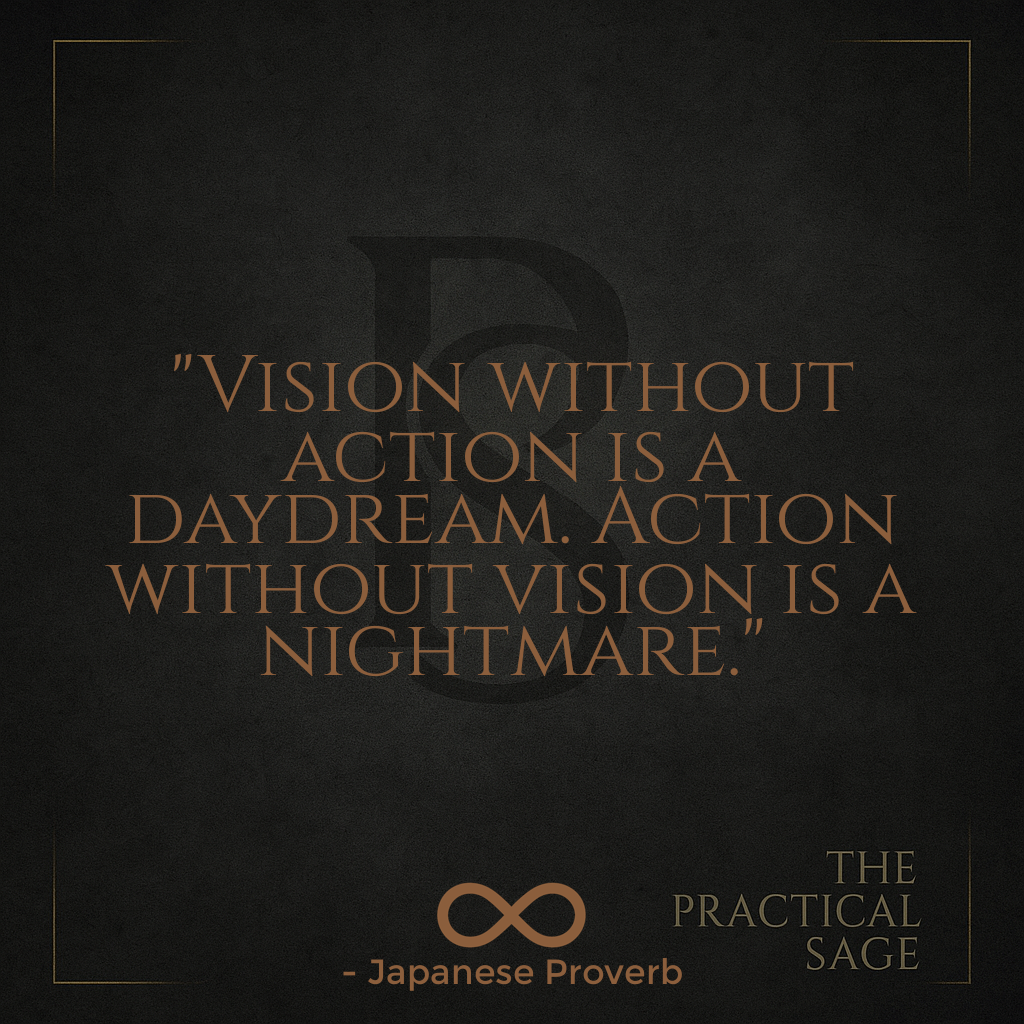 "Vision without
action is a
daydream. Action
without vision is a
nightmare."
THE
PRACTICAL
SAGE
- Japanese Proverb